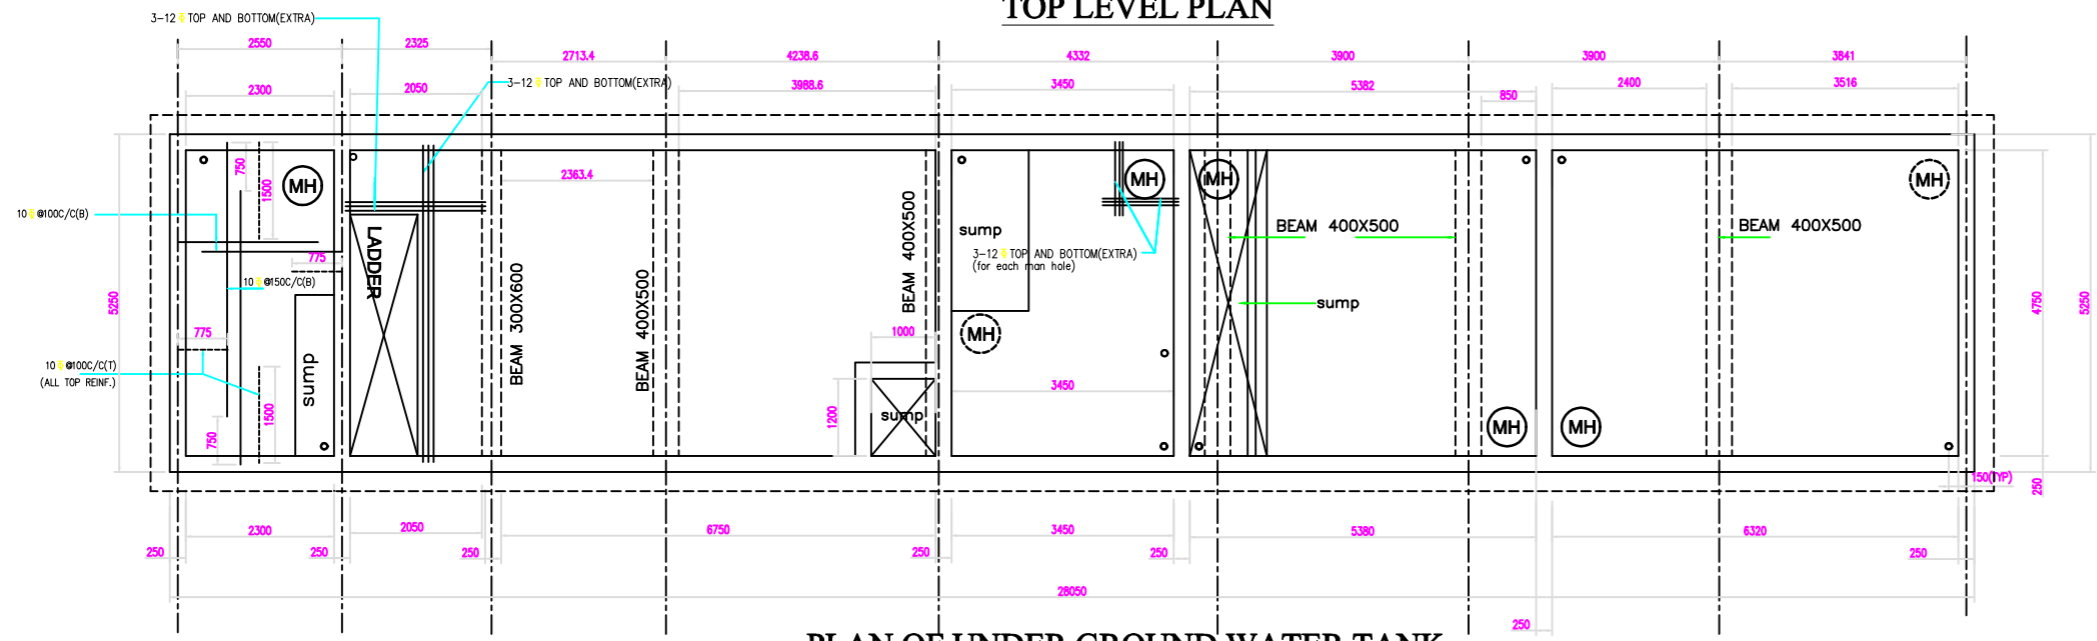 TOP LEVEL PLAN
3-12 TOP AND BOTTOM(EXTRA)
2550
2325
2713.4
4238.6
4332
3900
3900
3841
3-12 TOP AND BOTTOM(EXTRA)
2300
2050
3988.6
3450
5382
850
2400
3516
750
1500
MH
2363.4
MH
MH
MH
10 @100C/C(B)
LADDER
BEAM 400X500
sump
BEAM 400X500
BEAM 400X500
775
3-12 TOP AND BOTTOM(EXTRA)
(for each man hole)
10 @150C/C(B)
5250
BEAM 300X600
BEAM 400X500
sump
4750
5250
775
1000
MH
10 @100C/C(T)
(ALL TOP REINF.)
sump
3450
750
1500
1200
sump
MH
MH
150(TYP)
250
2300
2050
6750
3450
5380
6320
250
250
250
250
250
250
28050
250
PLAN OF UNDER GROUND WATER TANK